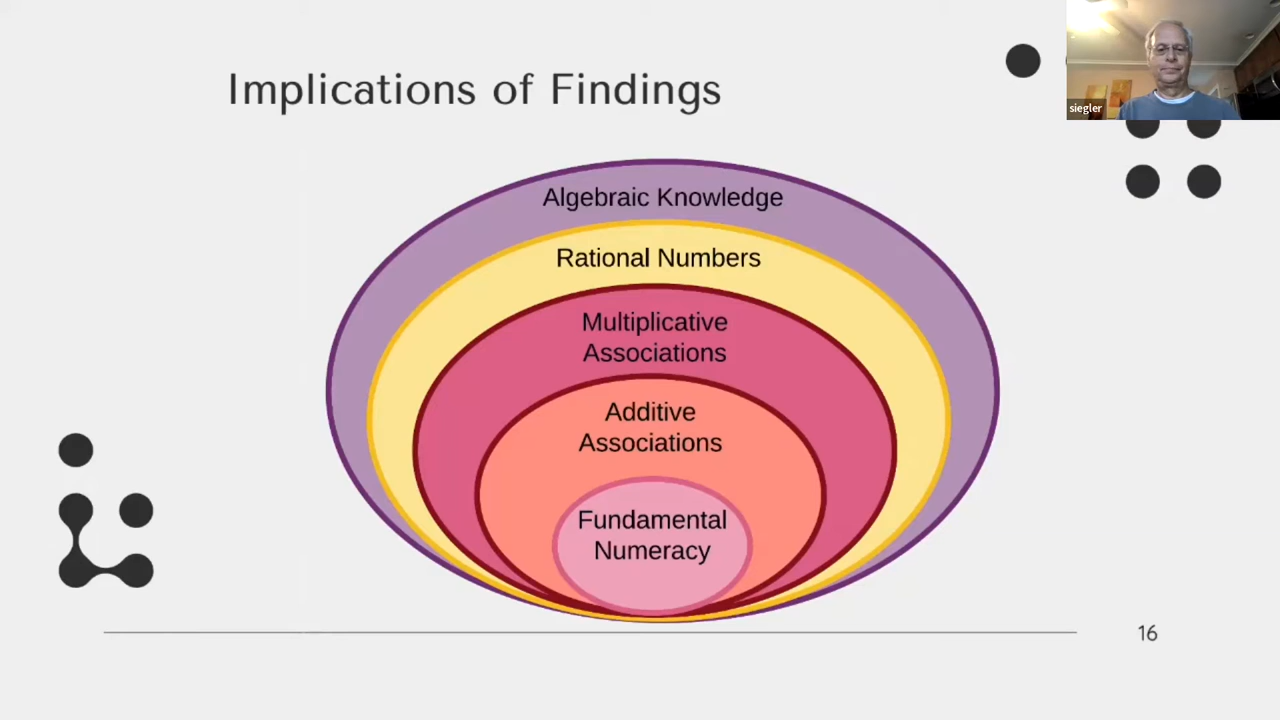 Implications of Findings
siegler
Algebraic Knowledge
Rational Numbers
Multiplicative
Associations
Additive
Associations
Fundamental
Numeracy
16